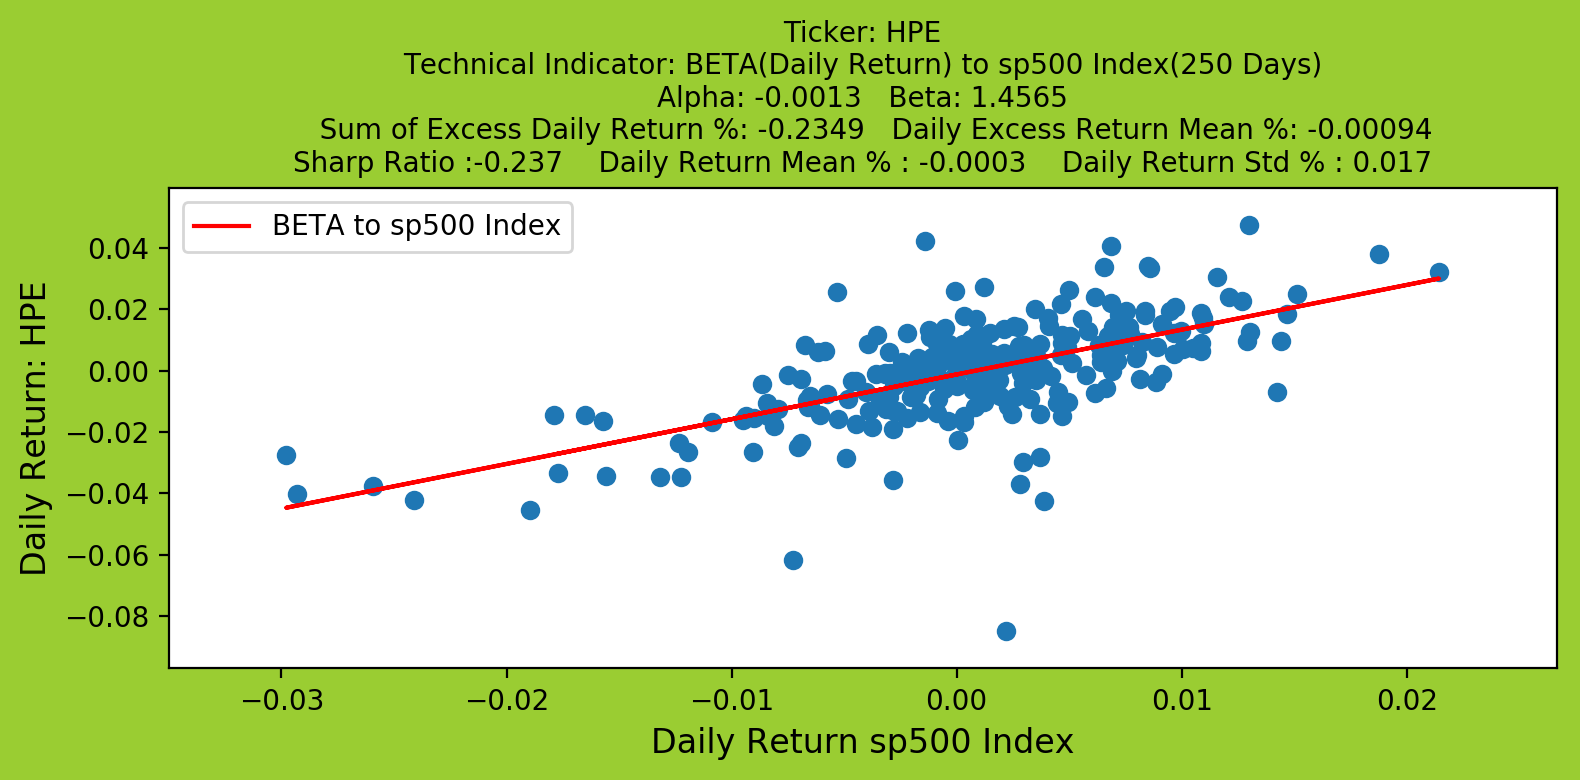 Ticker: HPE
Technical Indicator: BETA(Daily Return) to sp500 Index(250 Days)
Alpha: -0.0013 Beta: 1.4565
Sum of Excess Daily Return %: -0.2349 Daily Excess Return Mean %: -0.00094
Sharp Ratio :-0.237 Daily Return Mean % : -0.0003 Daily Return Std % : 0.017
BETA to sp500 Index
Daily Return: HPE
0.04
0.02
0.00
−0.02
−0.04
−0.06
−0.08
−0.03 −0.02 −0.01 0.00 0.01 0.02
Daily Return sp500 Index